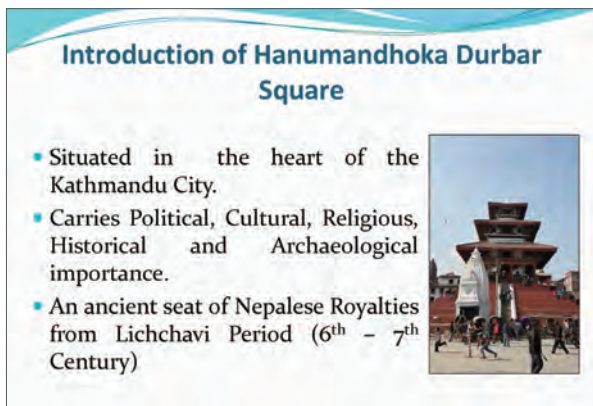 Introduction of Hanumandhoka Durbar
Square
Situated in the heart of the
Kathmandu City.
Carries Political, Cultural, Religious,
Historical and Archaeological
importance.
An ancient seat of Nepalese Royalties
from Lichchavi Period (6th – 7th
Century)